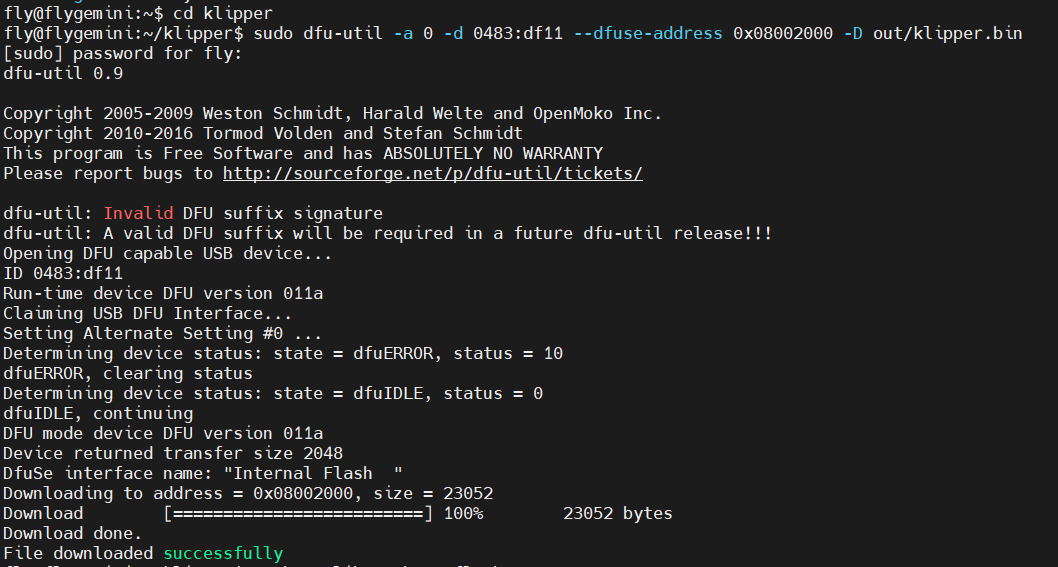 fly@flygemini:~$ cd klipper
fly@flygemini:~/klipper$ sudo dfu-util -a 0 -d 0483:df11 --dfuse-address 0x08002000 -D out/klipper.bin
[sudo] password for fly:
dfu-util 0.9
Copyright 2005-2009 Weston Schmidt, Harald Welte and OpenMoko Inc.
Copyright 2010-2016 Tormod Volden and Stefan Schmidt
This program is Free Software and has ABSOLUTELY NO WARRANTY
Please report bugs to http://sourceforge.net/p/dfu-util/tickets/
dfu-util: Invalid DFU suffix signature
dfu-util: A valid DFU suffix will be required in a future dfu-util release!!!
Opening DFU capable USB device...
ID 0483:df11
Run-time device DFU version 011a
Claiming USB DFU Interface...
Setting Alternate Setting #0 ...
Determining device status: state = dfuERROR, status = 10
dfuERROR, clearing status
Determining device status: state = dfuIDLE, status = 0
dfuIDLE, continuing
DFU mode device DFU version 011a
Device returned transfer size 2048
DfuSe interface name: "Internal Flash  "
Downloading to address = 0x08002000, size = 23052
Download        [=========================] 100%        23052 bytes
Download done.
File downloaded successfully